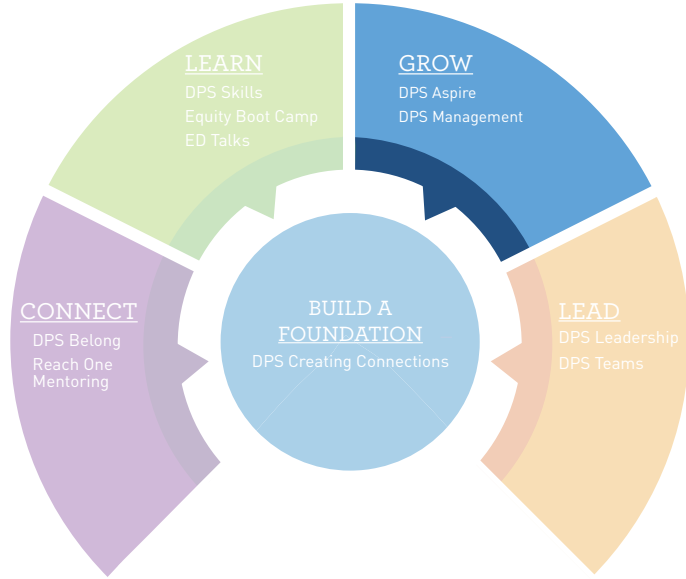 LEARN
DPS Skills
Equity Boot Camp
ED Talks
GROW
DPS Aspire
DPS Management
CONNECT
DPS Belong
Reach One
Mentoring
BUILD A
FOUNDATION
DPS Creating Connections
LEAD
DPS Leadership
DPS Teams